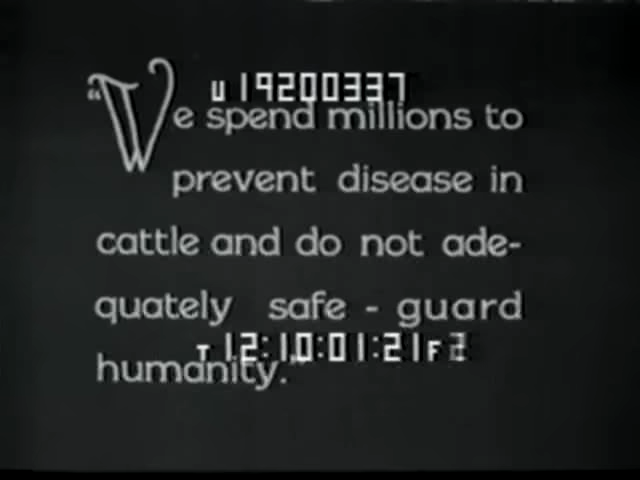 U19200337
"We spend millions to
prevent disease in
cattle and do not ade-
quately safe - guard
T12:10:01:21F
humanity."